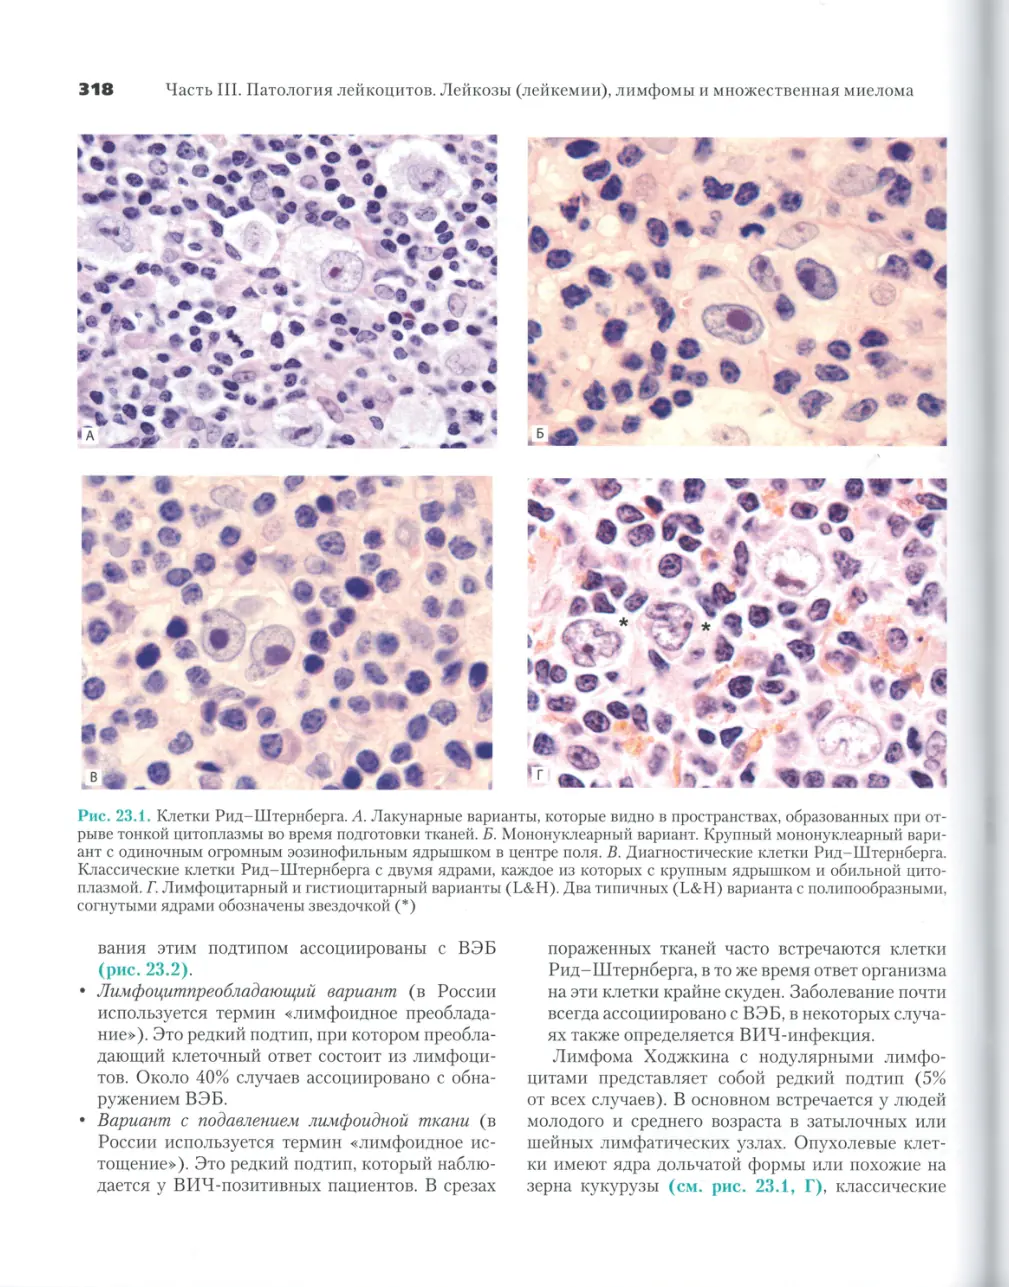 318 Часть III. Патология лейкоцитов. Лейкозы (лейкемии), лимфомы и множественная миелома
А
Б
В
Г
*
*
Рис. 23.1. Клетки Рид–Штернберга. А. Лакунарные варианты, которые видно в пространствах, образованных при от-
рыве тонкой цитоплазмы во время подготовки тканей. Б. Мононуклеарный вариант. Крупный мононуклеарный вари-
ант с одиночным огромным эозинофильным ядрышком в центре поля. В. Диагностические клетки Рид–Штернберга.
Классические клетки Рид–Штернберга с двумя ядрами, каждое из которых с крупным ядрышком и обильной цито-
плазмой. Г. Лимфоцитарный и гистиоцитарный варианты (L&H). Два типичных (L&H) варианта с полипообразными,
согнутыми ядрами обозначены звездочкой (*)
вания этим подтипом ассоциированы с ВЭБ
(рис. 23.2).
• Лимфоцитпреобладающий вариант (в России
используется термин «лимфоидное преоблада-
ние»). Это редкий подтип, при котором преобла-
дающий клеточный ответ состоит из лимфоци-
тов. Около 40% случаев ассоциировано с обна-
ружением ВЭБ.
• Вариант с подавлением лимфоидной ткани (в
России используется термин «лимфоидное ис-
тощение»). Это редкий подтип, который наблю-
дается у ВИЧ-позитивных пациентов. В срезах
пораженных тканей часто встречаются клетки
Рид–Штернберга, в то же время ответ организма
на эти клетки крайне скуден. Заболевание почти
всегда ассоциировано с ВЭБ, в некоторых случа-
ях также определяется ВИЧ-инфекция.
Лимфома Ходжкина с нодулярными лимфо-
цитами представляет собой редкий подтип (5%
от всех случаев). В основном встречается у людей
молодого и среднего возраста в затылочных или
шейных лимфатических узлах. Опухолевые клет-
ки имеют ядра дольчатой формы или похожие на
зерна кукурузы (см. рис. 23.1, Г), классические